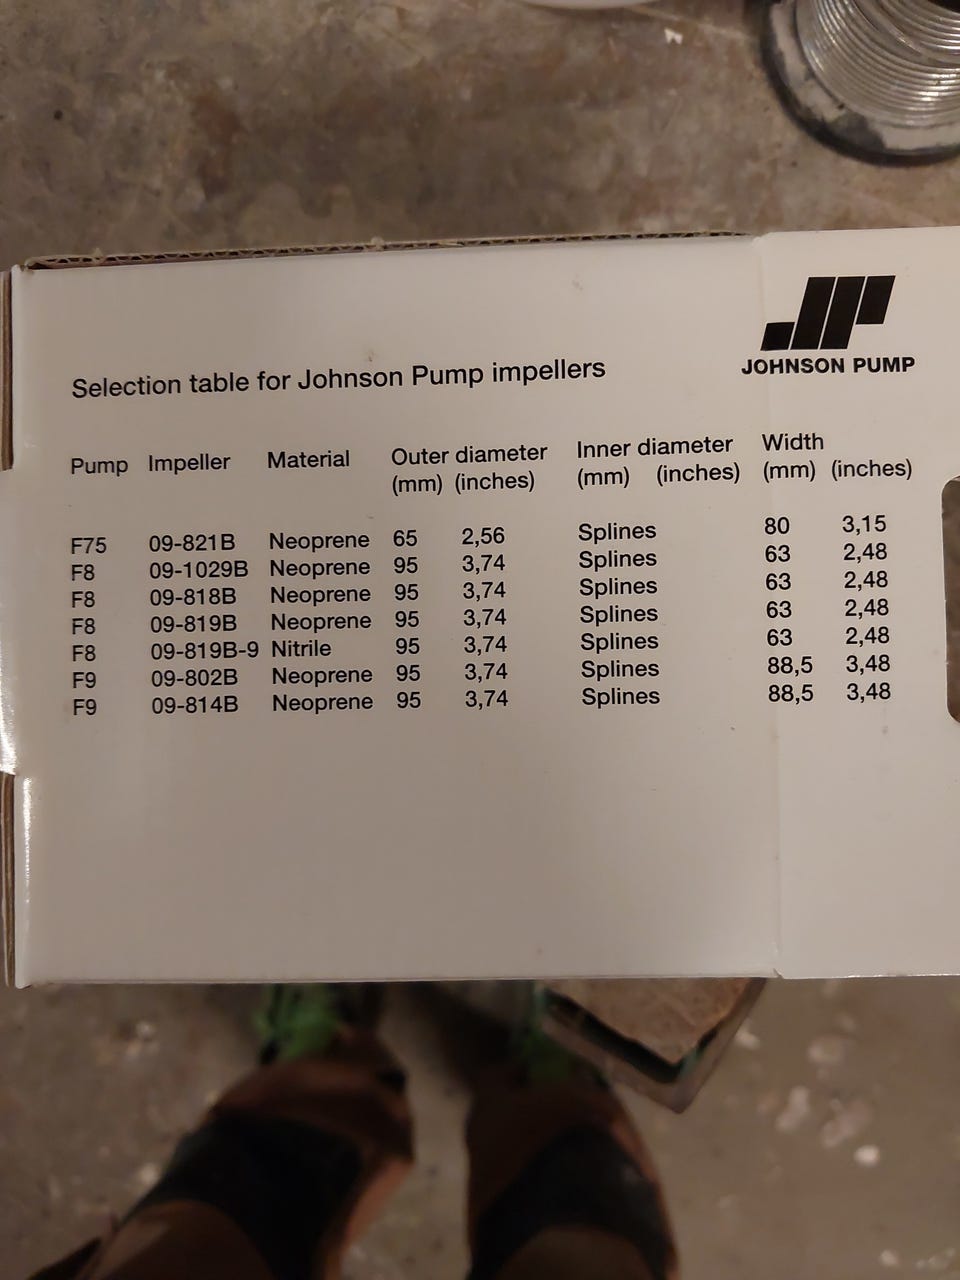 JOHNSON PUMP
Selection table for Johnson Pump impellers
Pump Impeller Material Outer diameter Inner diameter Width
(mm) (inches) (mm) (inches) (mm) (inches)
F75 09-821B Neoprene 65 2,56 Splines 80 3,15
F8 09-1029B Neoprene 95 3,74 Splines 63 2,48
F8 09-818B Neoprene 95 3,74 Splines 63 2,48
F8 09-819B Neoprene 95 3,74 Splines 63 2,48
F8 09-819B-9 Nitrile 95 3,74 Splines 63 2,48
F9 09-802B Neoprene 95 3,74 Splines 88,5 3,48
F9 09-814B Neoprene 95 3,74 Splines 88,5 3,48